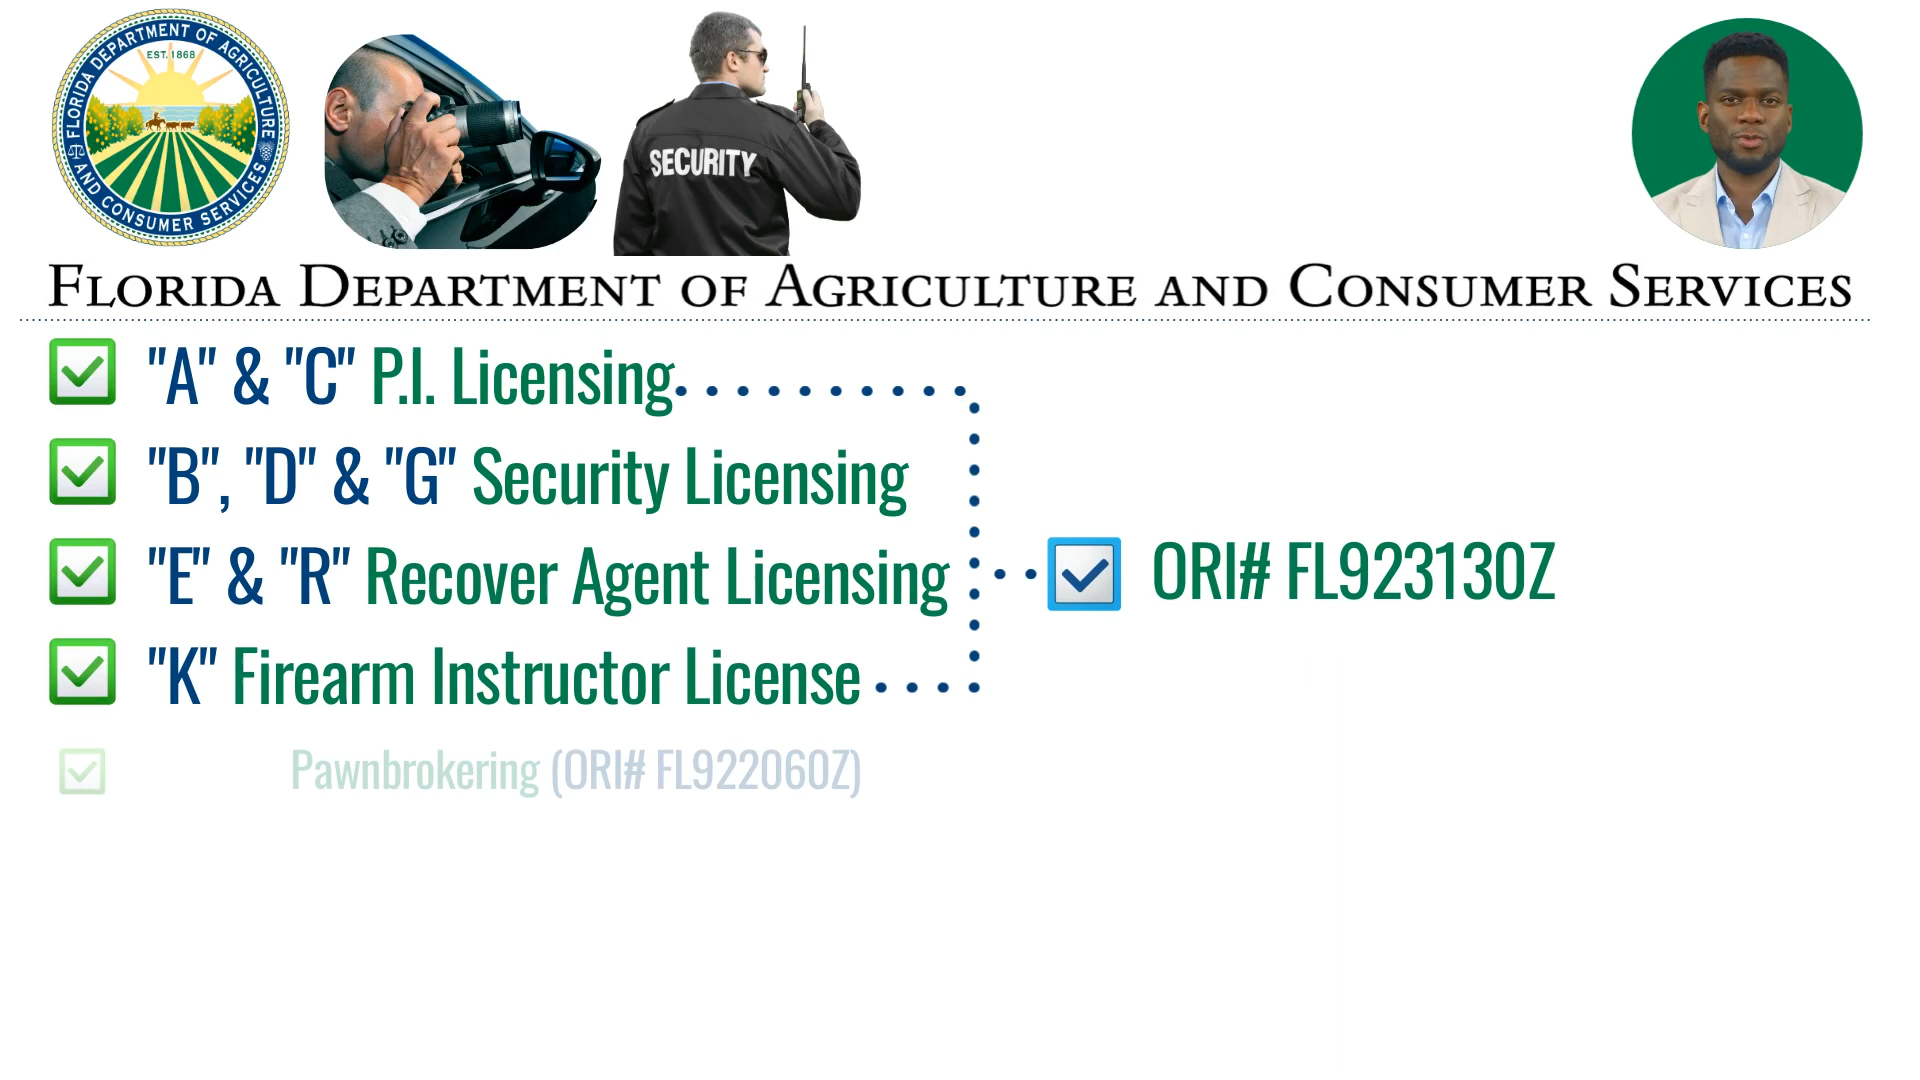 FLORIDA DEPARTMENT OF AGRICULTURE
AND CONSUMER SERVICES
EST. 1868
SECURITY
FLORIDA DEPARTMENT OF AGRICULTURE AND CONSUMER SERVICES
"A" & "C" P.I. Licensing
"B", "D" & "G" Security Licensing
"E" & "R" Recover Agent Licensing
ORI# FL923130Z
"K" Firearm Instructor License
Pawnbrokering (ORI# FL922060Z)